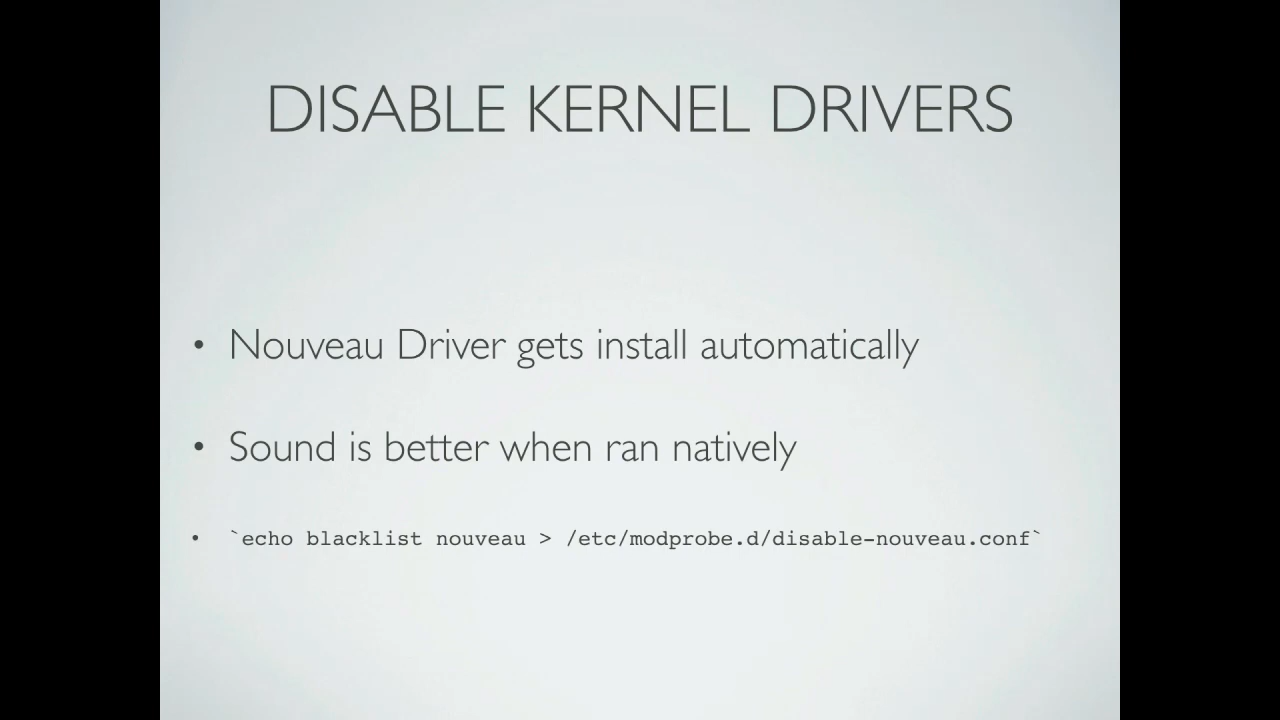 DISABLE KERNEL DRIVERS
• Nouveau Driver gets install automatically
• Sound is better when ran natively
• `echo blacklist nouveau > /etc/modprobe.d/disable-nouveau.conf`